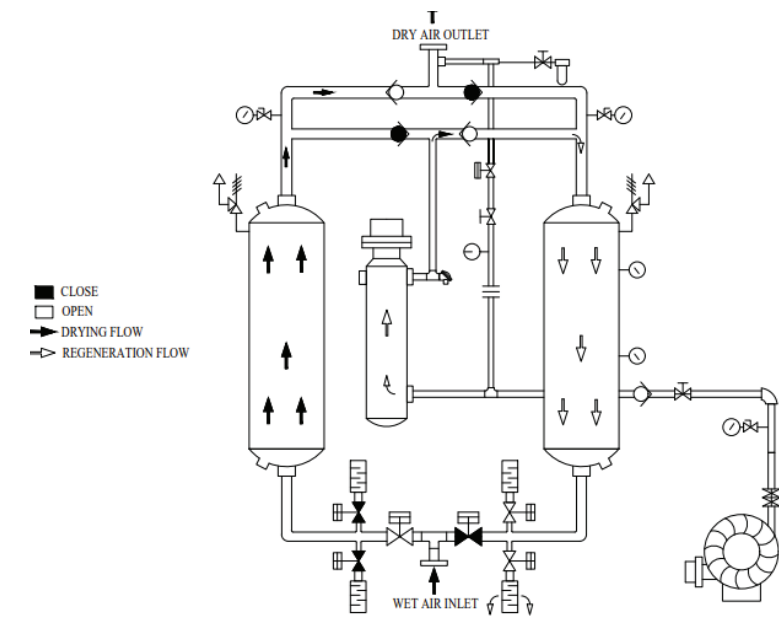 DRY AIR OUTLET
CLOSE
OPEN
DRYING FLOW
REGENERATION FLOW
WET AIR INLET